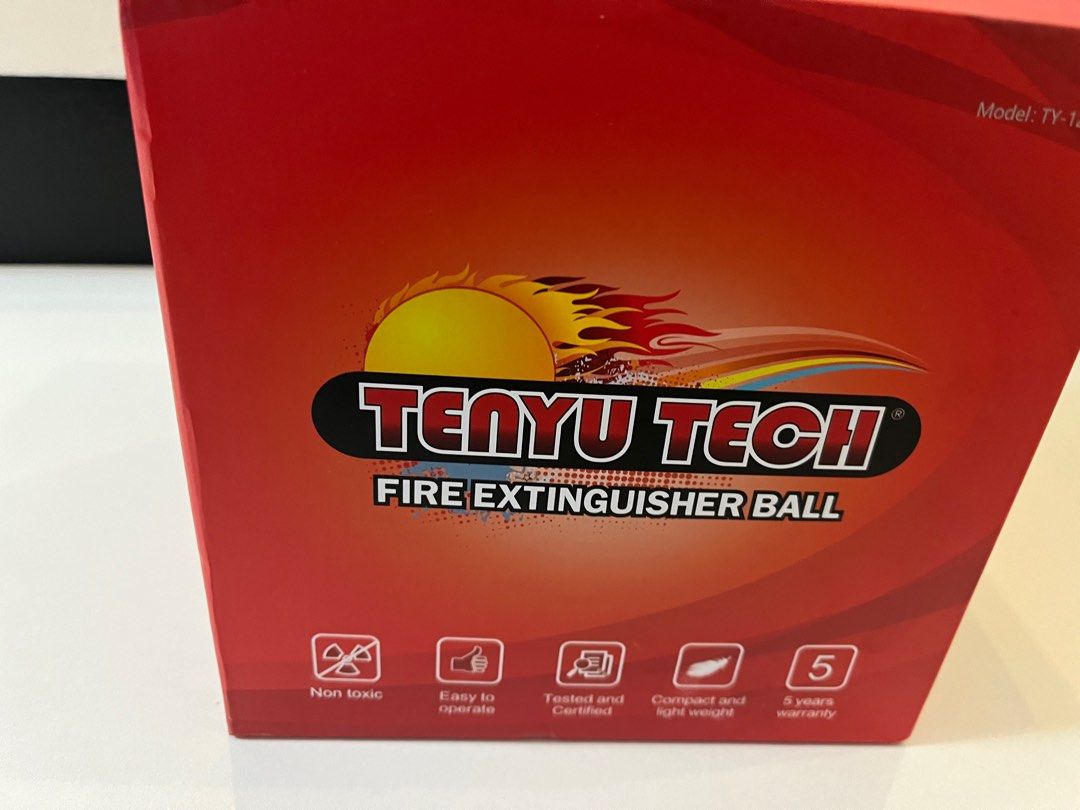 Model: TY-12
TENYU TECH ®
FIRE EXTINGUISHER BALL
Non toxic
Easy to
operate
Tested and
Certified
Compact and
light weight
5
5 years
warranty